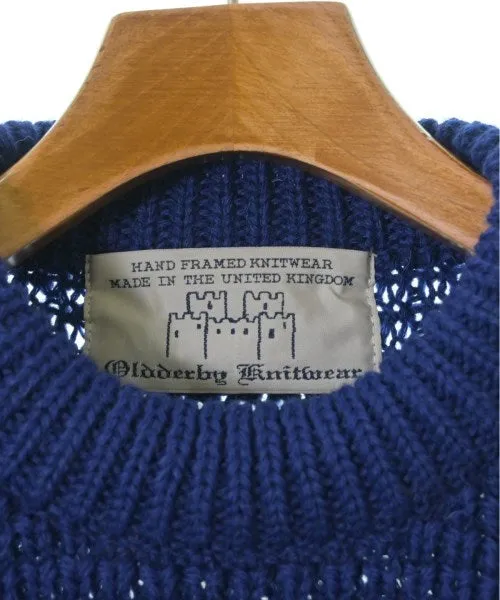 HAND FRAMED KNITWEAR
MADE IN THE UNITED KINGDOM
Oldderby Knitwear